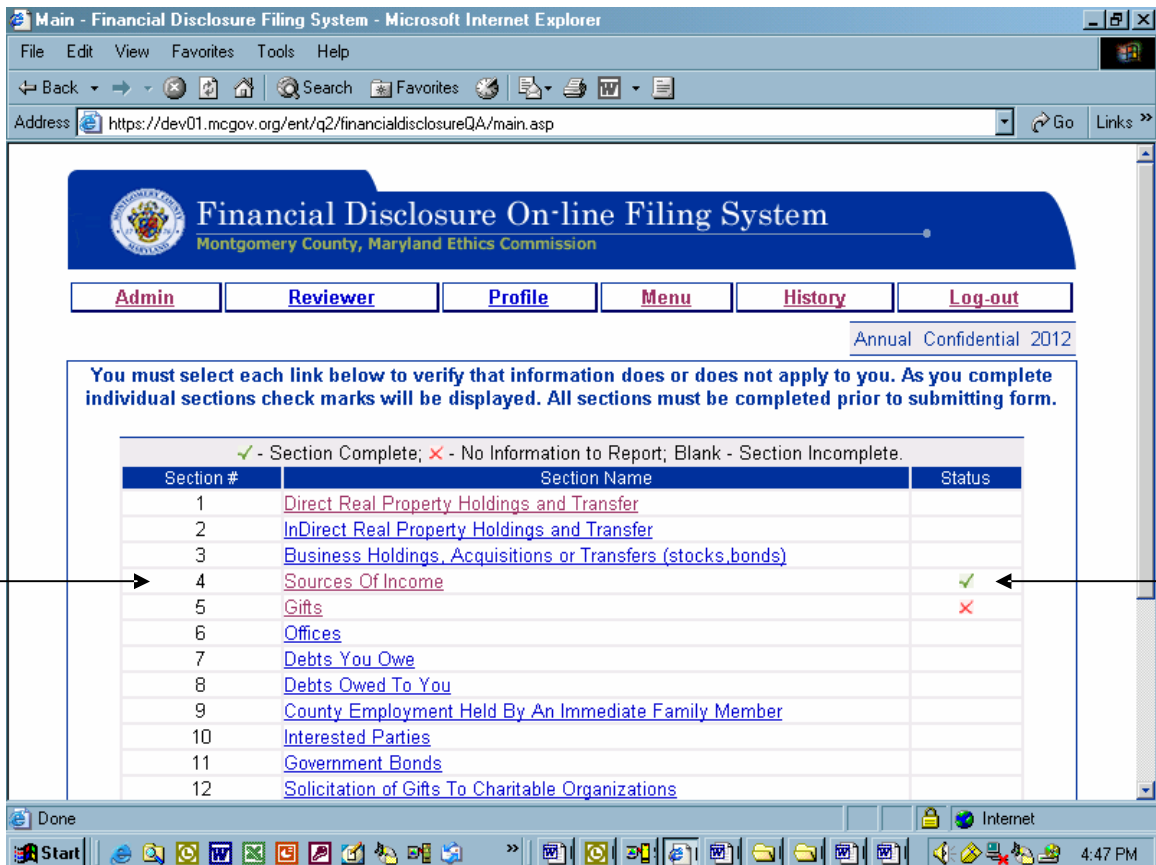 Main - Financial Disclosure Filing System - Microsoft Internet Explorer
File Edit View Favorites Tools Help
Back Search Favorites
Address https://dev01.mcgov.org/ent/q2/financialdisclosureQA/main.asp Go Links »
Financial Disclosure On-line Filing System
Montgomery County, Maryland Ethics Commission
Admin Reviewer Profile Menu History Log-out
Annual Confidential 2012
You must select each link below to verify that information does or does not apply to you. As you complete
individual sections check marks will be displayed. All sections must be completed prior to submitting form.
✓ - Section Complete; × - No Information to Report; Blank - Section Incomplete.
Section # Section Name Status
1 Direct Real Property Holdings and Transfer
2 InDirect Real Property Holdings and Transfer
3 Business Holdings, Acquisitions or Transfers (stocks,bonds)
4 Sources Of Income ✓
5 Gifts ×
6 Offices
7 Debts You Owe
8 Debts Owed To You
9 County Employment Held By An Immediate Family Member
10 Interested Parties
11 Government Bonds
12 Solicitation of Gifts To Charitable Organizations
Done Internet
Start » 4:47 PM